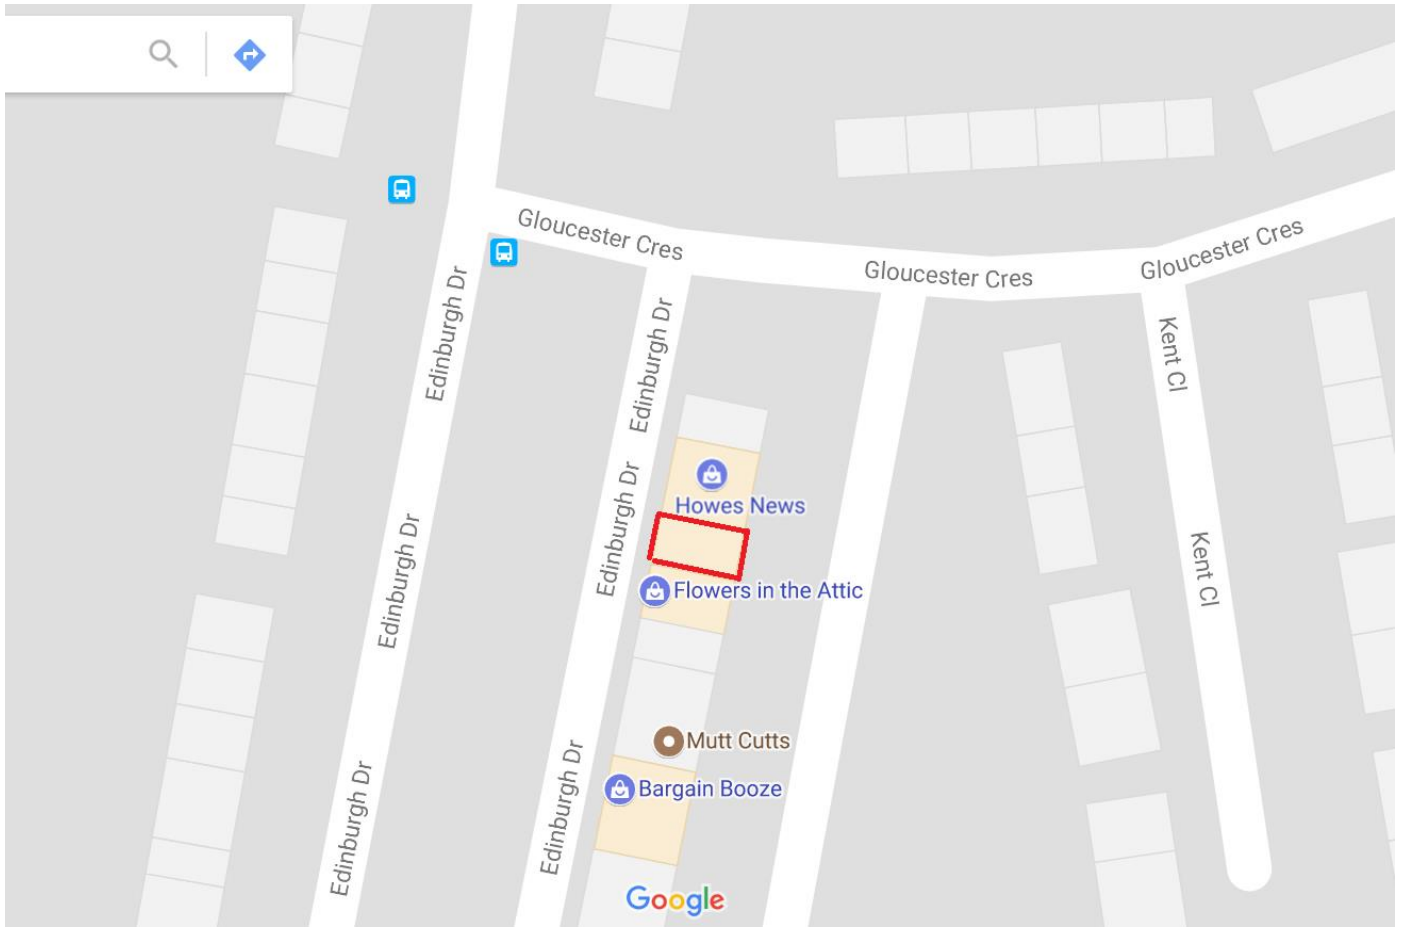 Gloucester Cres
Gloucester Cres
Gloucester Cres
Edinburgh Dr
Edinburgh Dr
Kent Cl
Howes News
Edinburgh Dr
Edinburgh Dr
Kent Cl
Flowers in the Attic
Mutt Cutts
Bargain Booze
Edinburgh Dr
Edinburgh Dr
Google